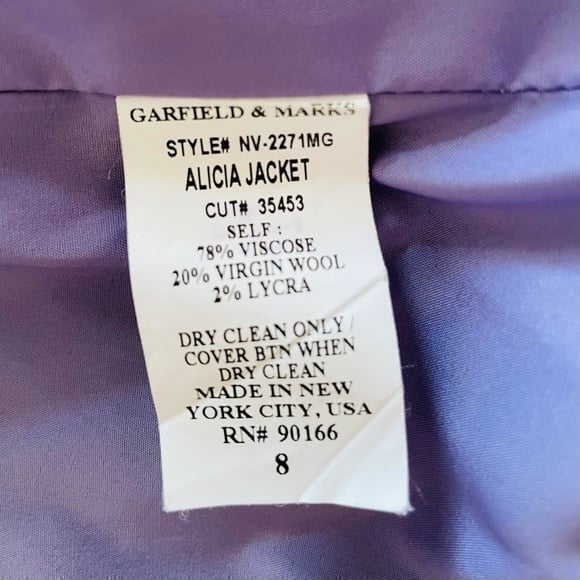 GARFIELD & MARKS
STYLE# NV-2271MG
ALICIA JACKET
CUT# 35453
SELF :
78% VISCOSE
20% VIRGIN WOOL
2% LYCRA
DRY CLEAN ONLY /
COVER BTN WHEN
DRY CLEAN
MADE IN NEW
YORK CITY, USA
RN# 90166
8